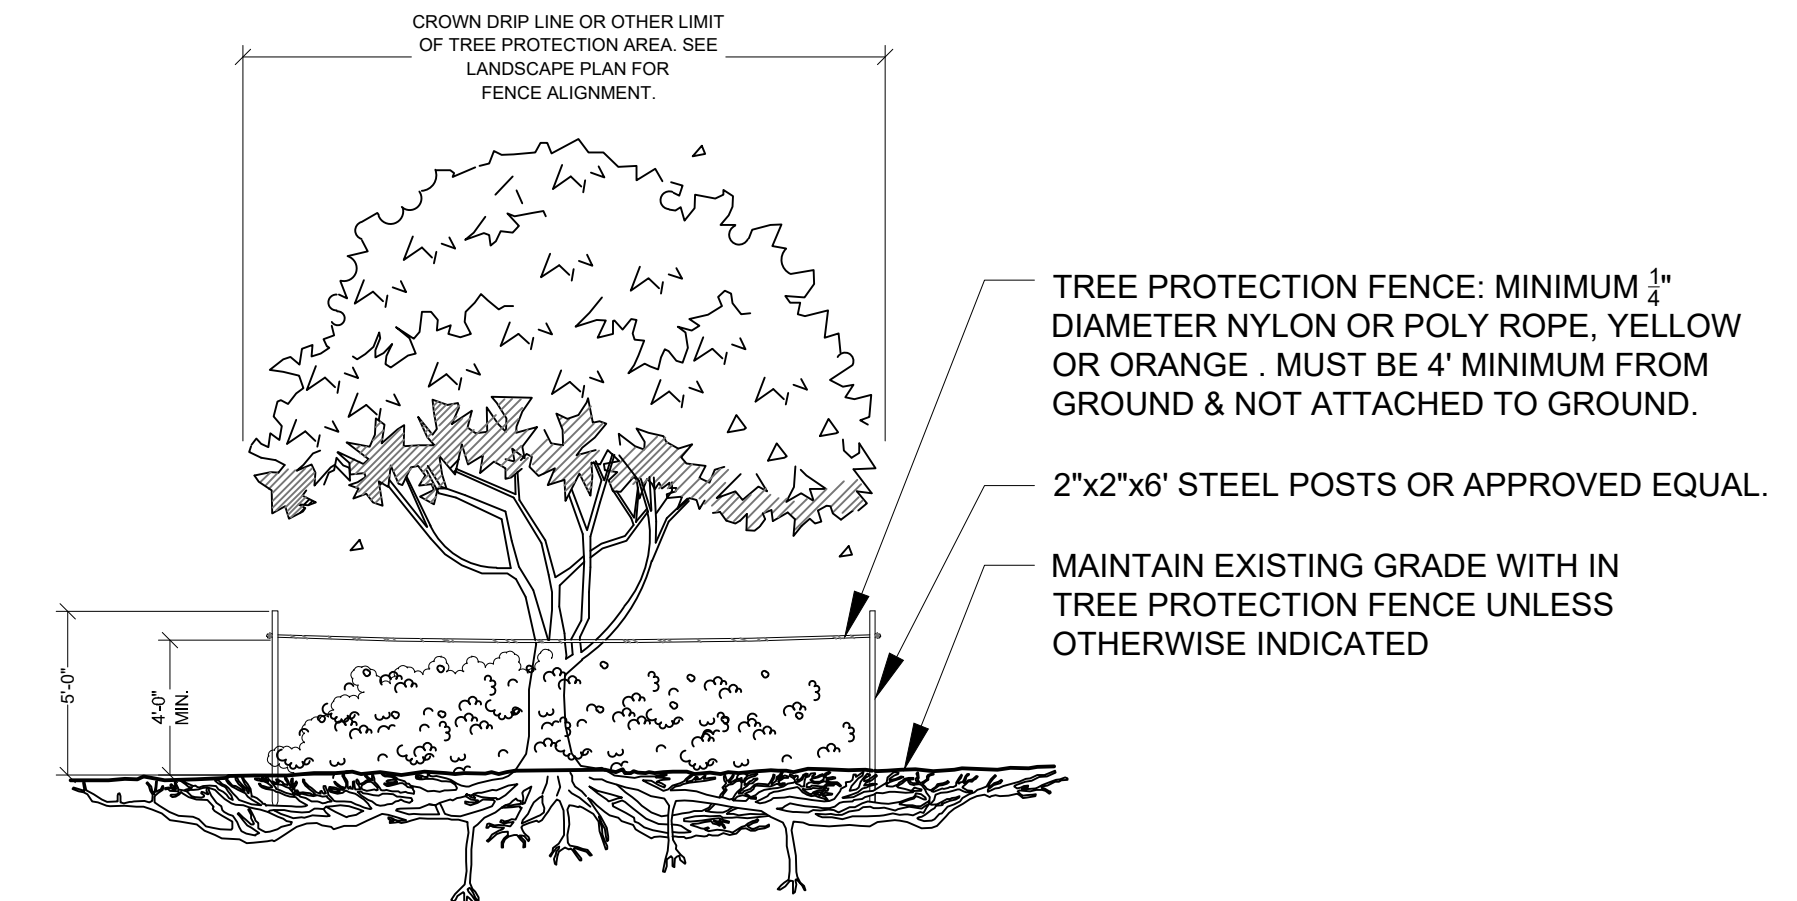 CROWN DRIP LINE OR OTHER LIMIT
OF TREE PROTECTION AREA. SEE
LANDSCAPE PLAN FOR
FENCE ALIGNMENT.
TREE PROTECTION FENCE: MINIMUM 1/4"
DIAMETER NYLON OR POLY ROPE, YELLOW
OR ORANGE . MUST BE 4' MINIMUM FROM
GROUND & NOT ATTACHED TO GROUND.
2"x2"x6' STEEL POSTS OR APPROVED EQUAL.
MAINTAIN EXISTING GRADE WITH IN
TREE PROTECTION FENCE UNLESS
OTHERWISE INDICATED
5'-0"
4'-0"
MIN.